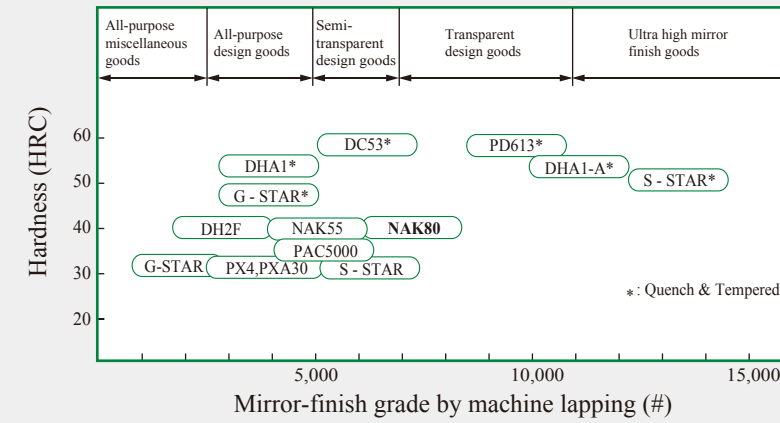 All-purpose
miscellaneous
goods
All-purpose
design goods
Semi-
transparent
design goods
Transparent
design goods
Ultra high mirror
finish goods
Hardness (HRC)
60
50
40
30
20
DC53*
PD613*
DHA1*
DHA1-A*
S - STAR*
G - STAR*
DH2F
NAK55
NAK80
PAC5000
G-STAR
PX4,PXA30
S - STAR
*: Quench & Tempered
5,000
10,000
15,000
Mirror-finish grade by machine lapping (#)